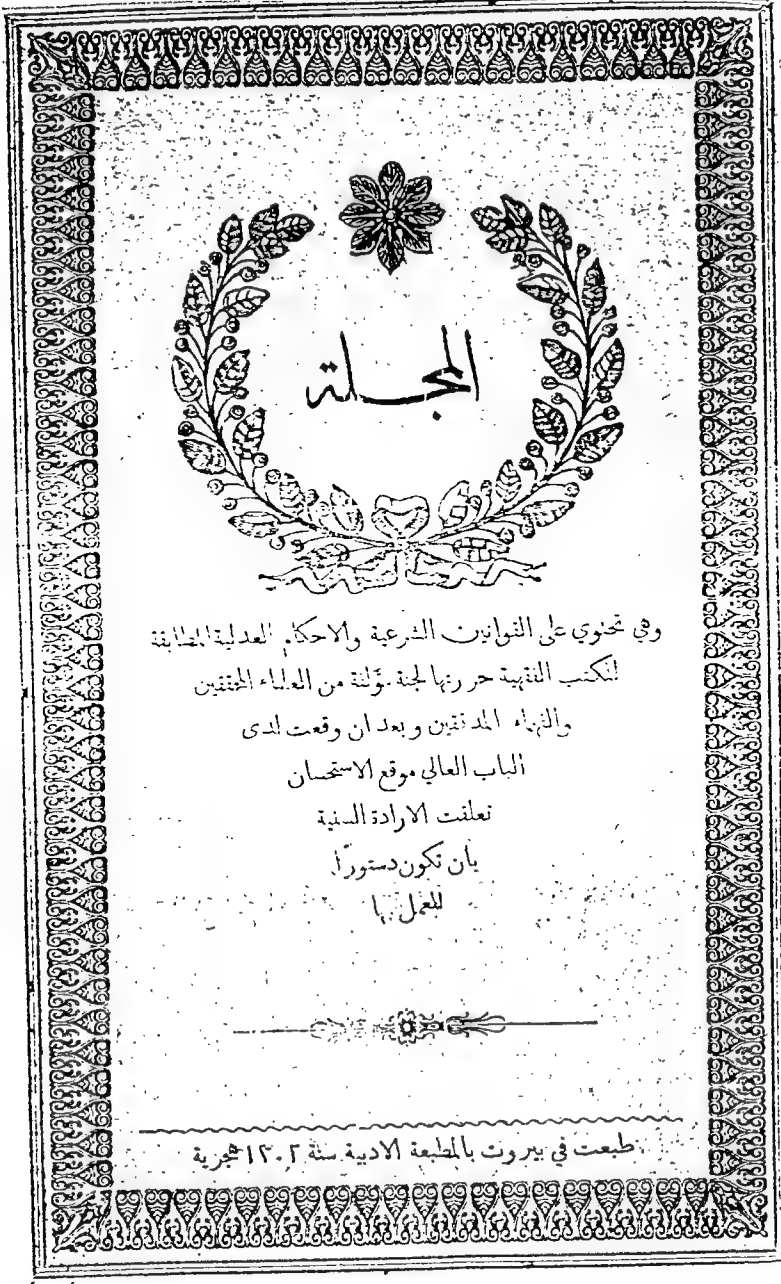 المجلة
وهي تحتوي على القوانين الشرعية والاحكام العدلية المطابقة
للكتب الفقهية حررتها لجنة مؤلفة من العلماء المحققين
والفقهاء المدققين وبعد ان وقعت لدى
الباب العالي موقع الاستحسان
تعلقت الارادة السنية
بان تكون دستورًا
للعمل بها
طبعت في بيروت بالمطبعة الادبية سنة ١٣٠٢ هجرية